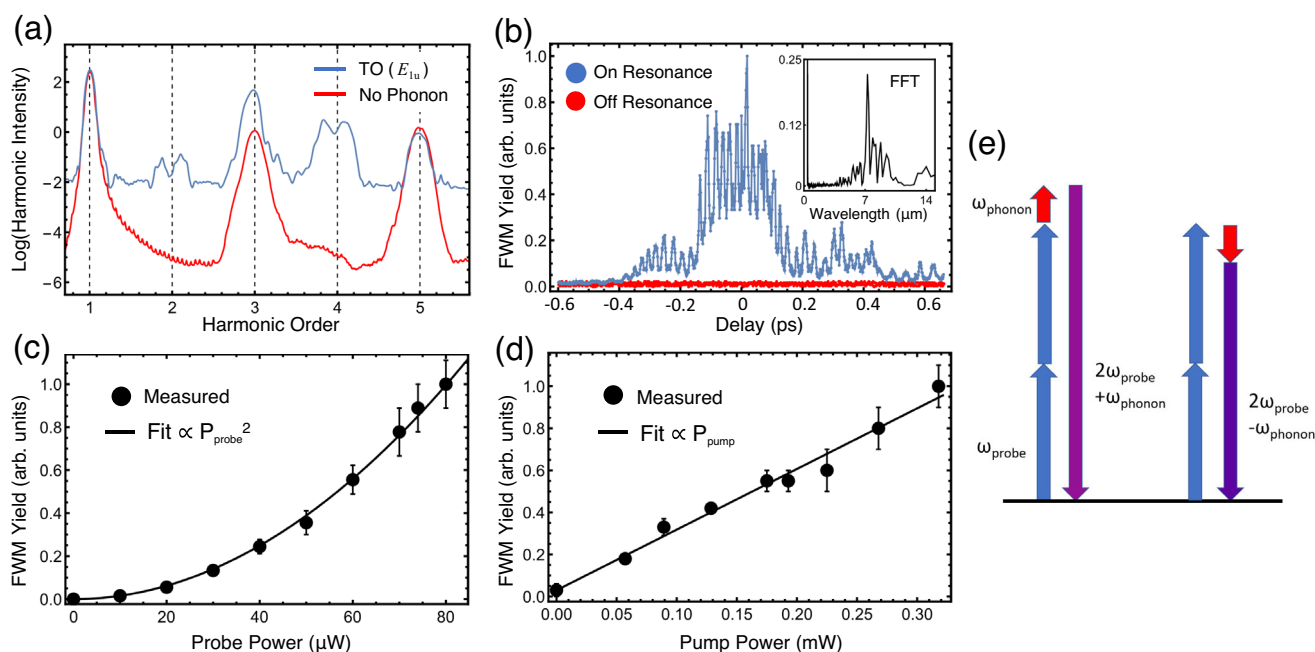 (a)
Log(Harmonic Intensity)
2
0
−2
−4
−6
TO (E1u)
No Phonon
1 2 3 4 5
Harmonic Order
(b)
FWM Yield (arb. units)
1.0
0.8
0.6
0.4
0.2
0.0
On Resonance
Off Resonance
0.25
0.12
0
FFT
0 7 14
Wavelength (μm)
-0.6 -0.4 -0.2 0 0.2 0.4 0.6
Delay (ps)
(c)
FWM Yield (arb. units)
1.0
0.8
0.6
0.4
0.2
0.0
Measured
Fit ∝ Pprobe²
0 20 40 60 80
Probe Power (μW)
(d)
FWM Yield (arb. units)
1.0
0.8
0.6
0.4
0.2
0.0
Measured
Fit ∝ Ppump
0.00 0.05 0.10 0.15 0.20 0.25 0.30
Pump Power (mW)
(e)
ωphonon
ωprobe
2ωprobe
+ωphonon
2ωprobe
-ωphonon